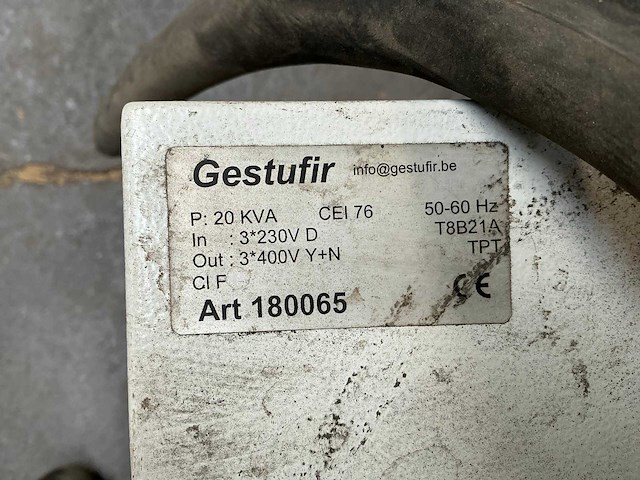 Gestufir info@gestufir.be
P: 20 KVA CEI 76 50-60 Hz
In : 3*230V D T8B21A
Out : 3*400V Y+N TPT
Cl F
Art 180065 CE